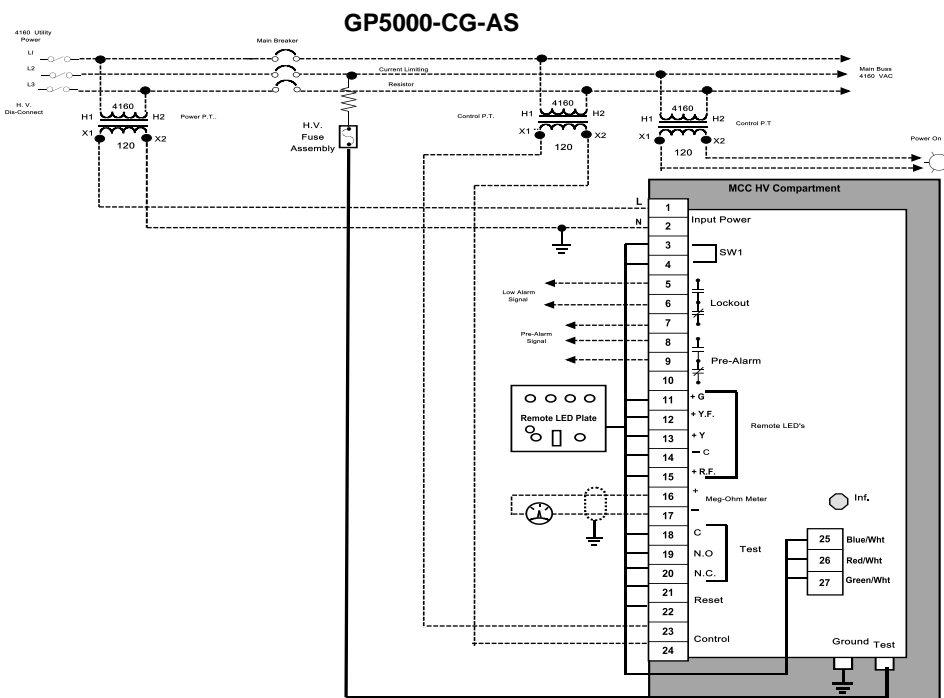 GP5000-CG-AS
4160 Utility
Power
L1
L2
L3
H. V.
Dis-Connect
Main Breaker
Current Limiting
Resistor
Main Buss
4160 VAC
4160
H1
H2
X1
X2
120
Power P.T..
H.V.
Fuse
Assembly
Control P.T.
4160
H1
H2
X1
X2
120
4160
H1
H2
X1
X2
120
Control P.T
Power On
MCC HV Compartment
L
N
1
2
Input Power
3
4
SW1
5
6
7
Lockout
Low Alarm
Signal
8
9
10
Pre-Alarm
Pre-Alarm
Signal
Remote LED Plate
11
+ G
12
+ Y.F.
13
+ Y
14
− C
15
+ R.F.
Remote LED's
16
+
17
−
Meg-Ohm Meter
Inf.
18
C
19
N.O
20
N.C.
Test
21
22
Reset
23
24
Control
25
Blue/Wht
26
Red/Wht
27
Green/Wht
Ground
Test